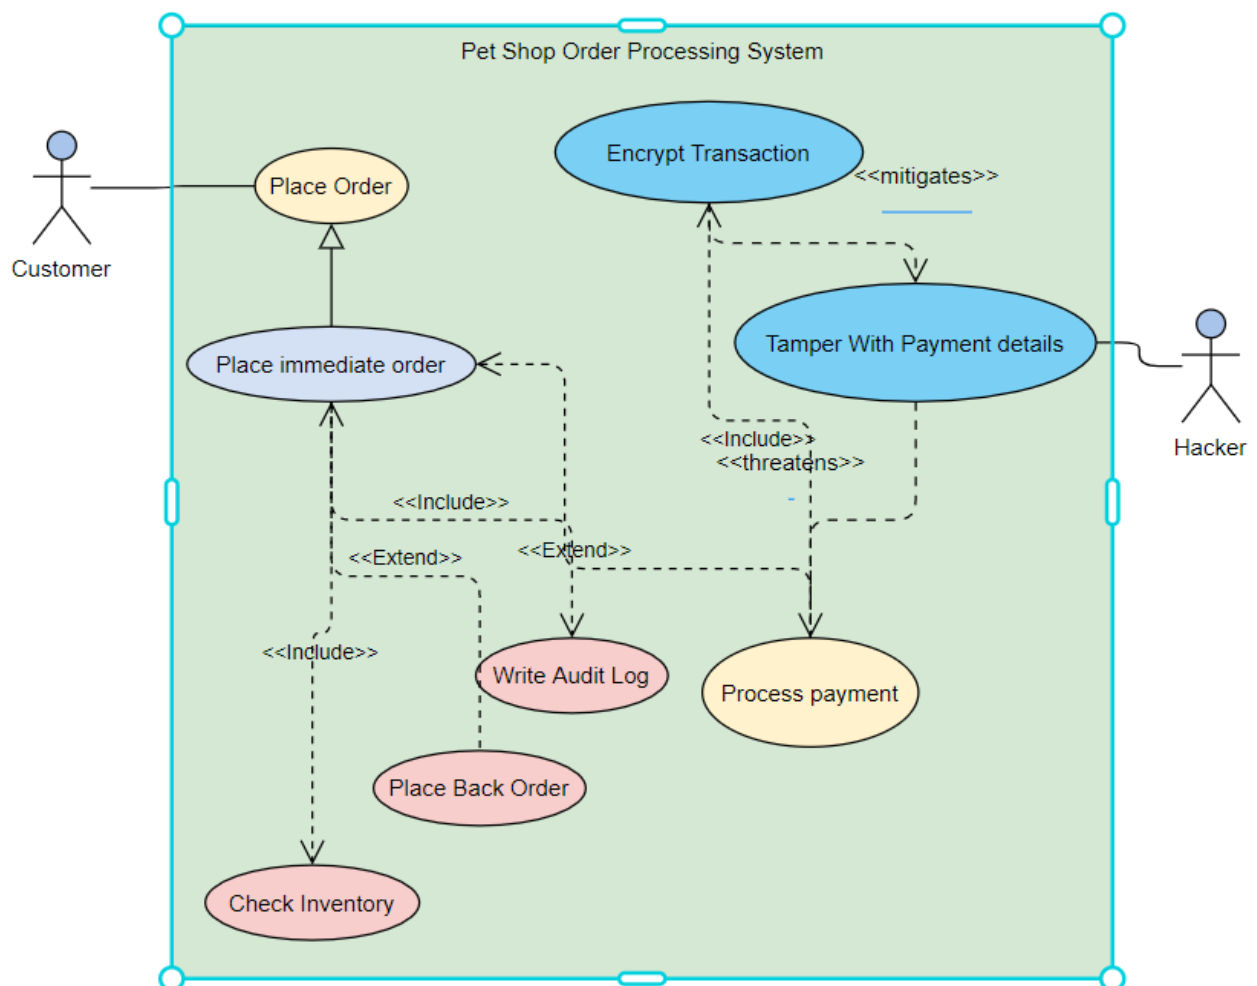 Pet Shop Order Processing System
Encrypt Transaction
<<mitigates>>
Place Order
Customer
Place immediate order
Tamper With Payment details
Hacker
<<Include>>
<<threatens>>
<<Include>>
<<Extend>>
<<Extend>>
<<Include>>
Write Audit Log
Process payment
Place Back Order
Check Inventory